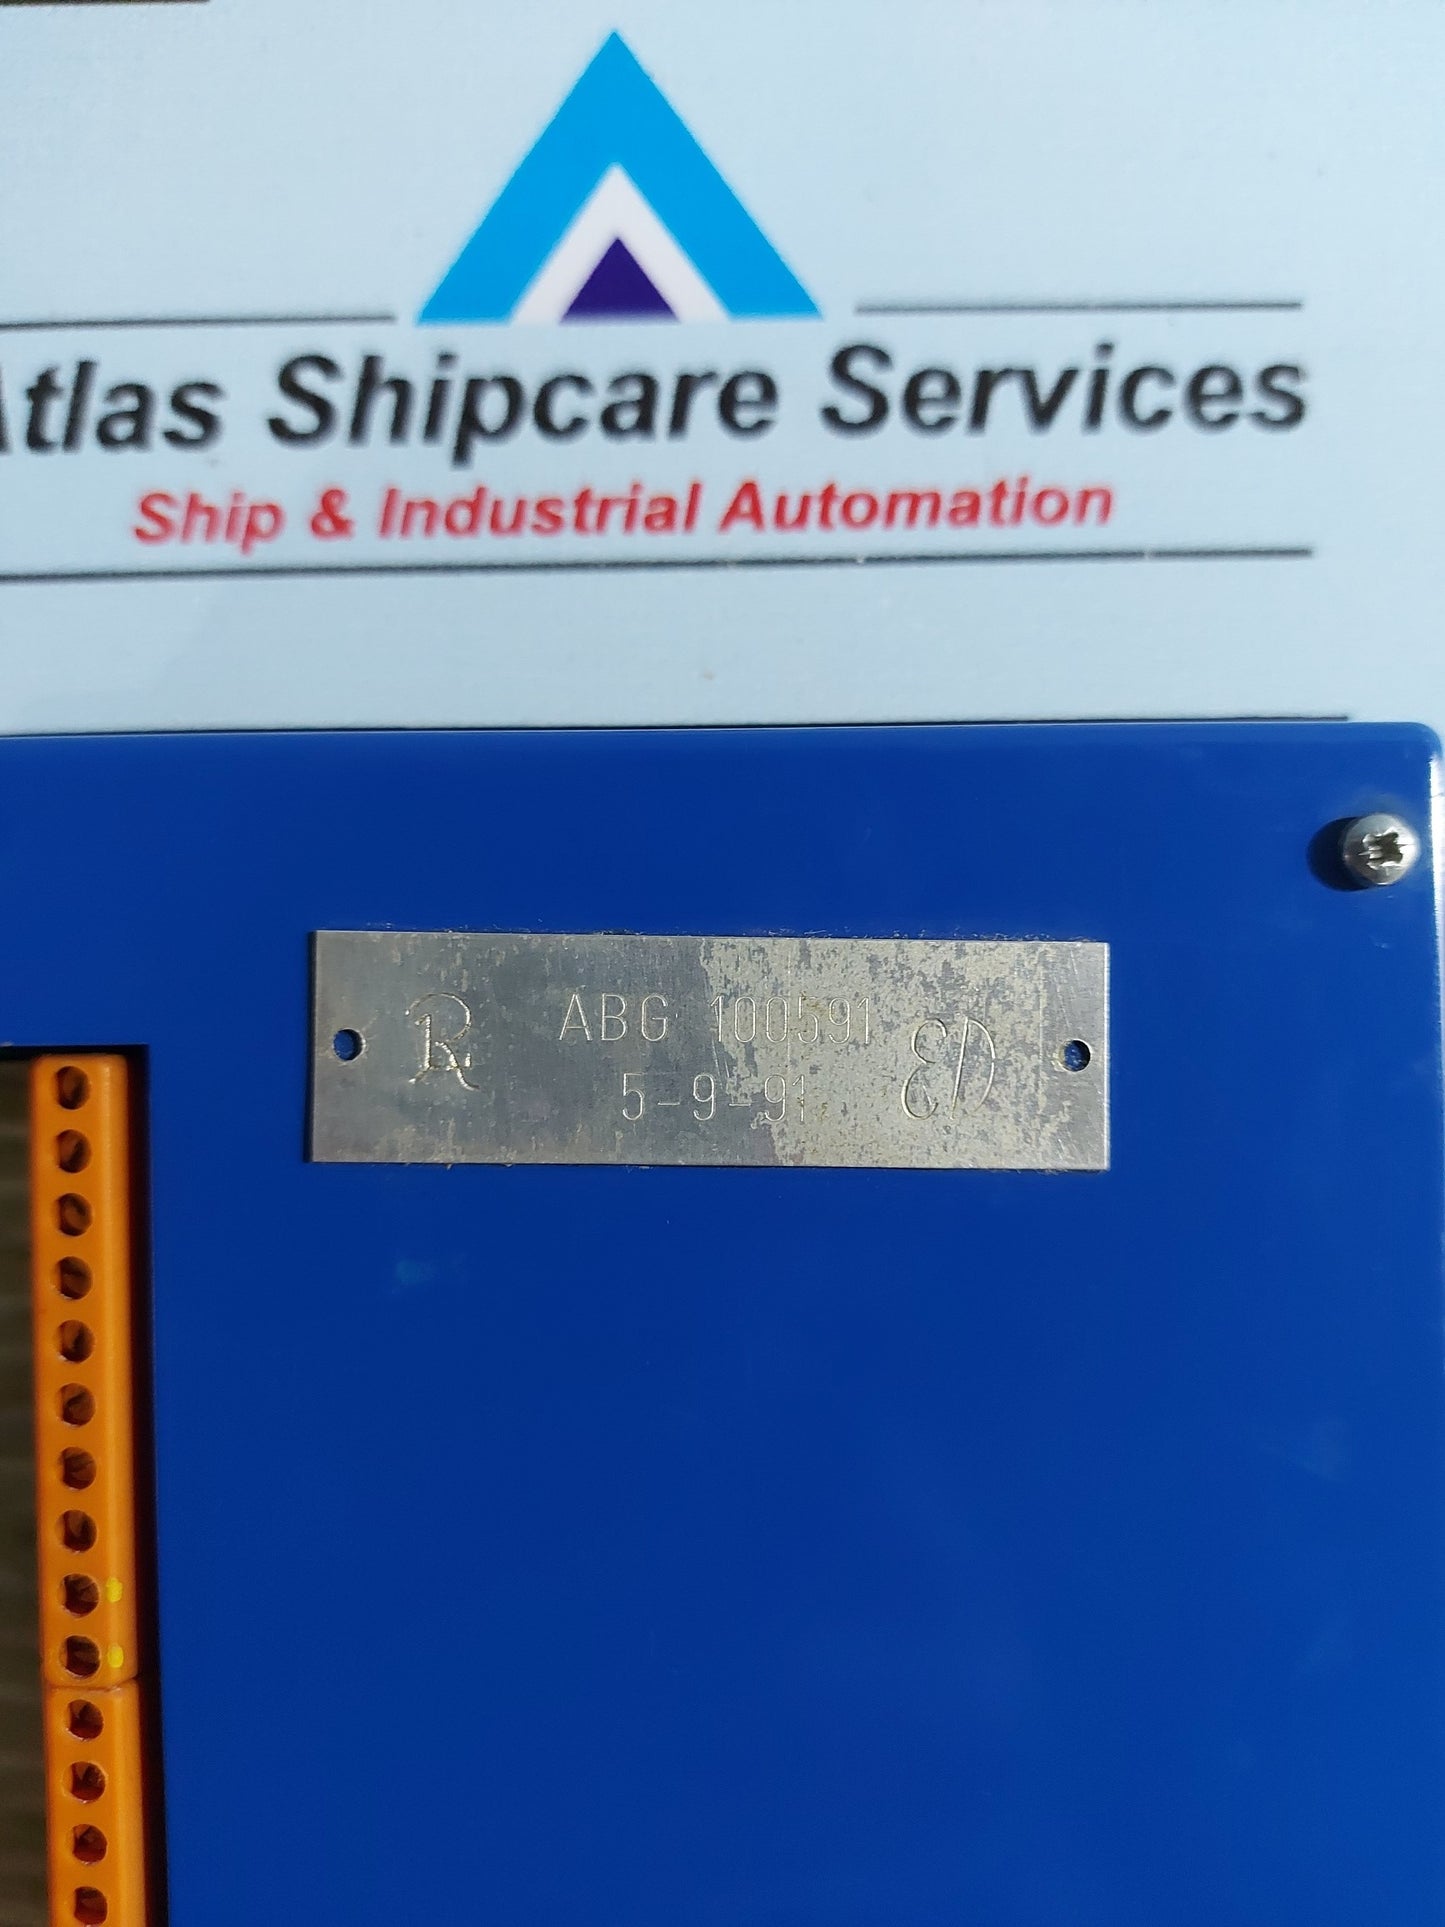 Atlas Shipcare Services
Ship & Industrial Automation
R ABG 100591 ED
5-9-91